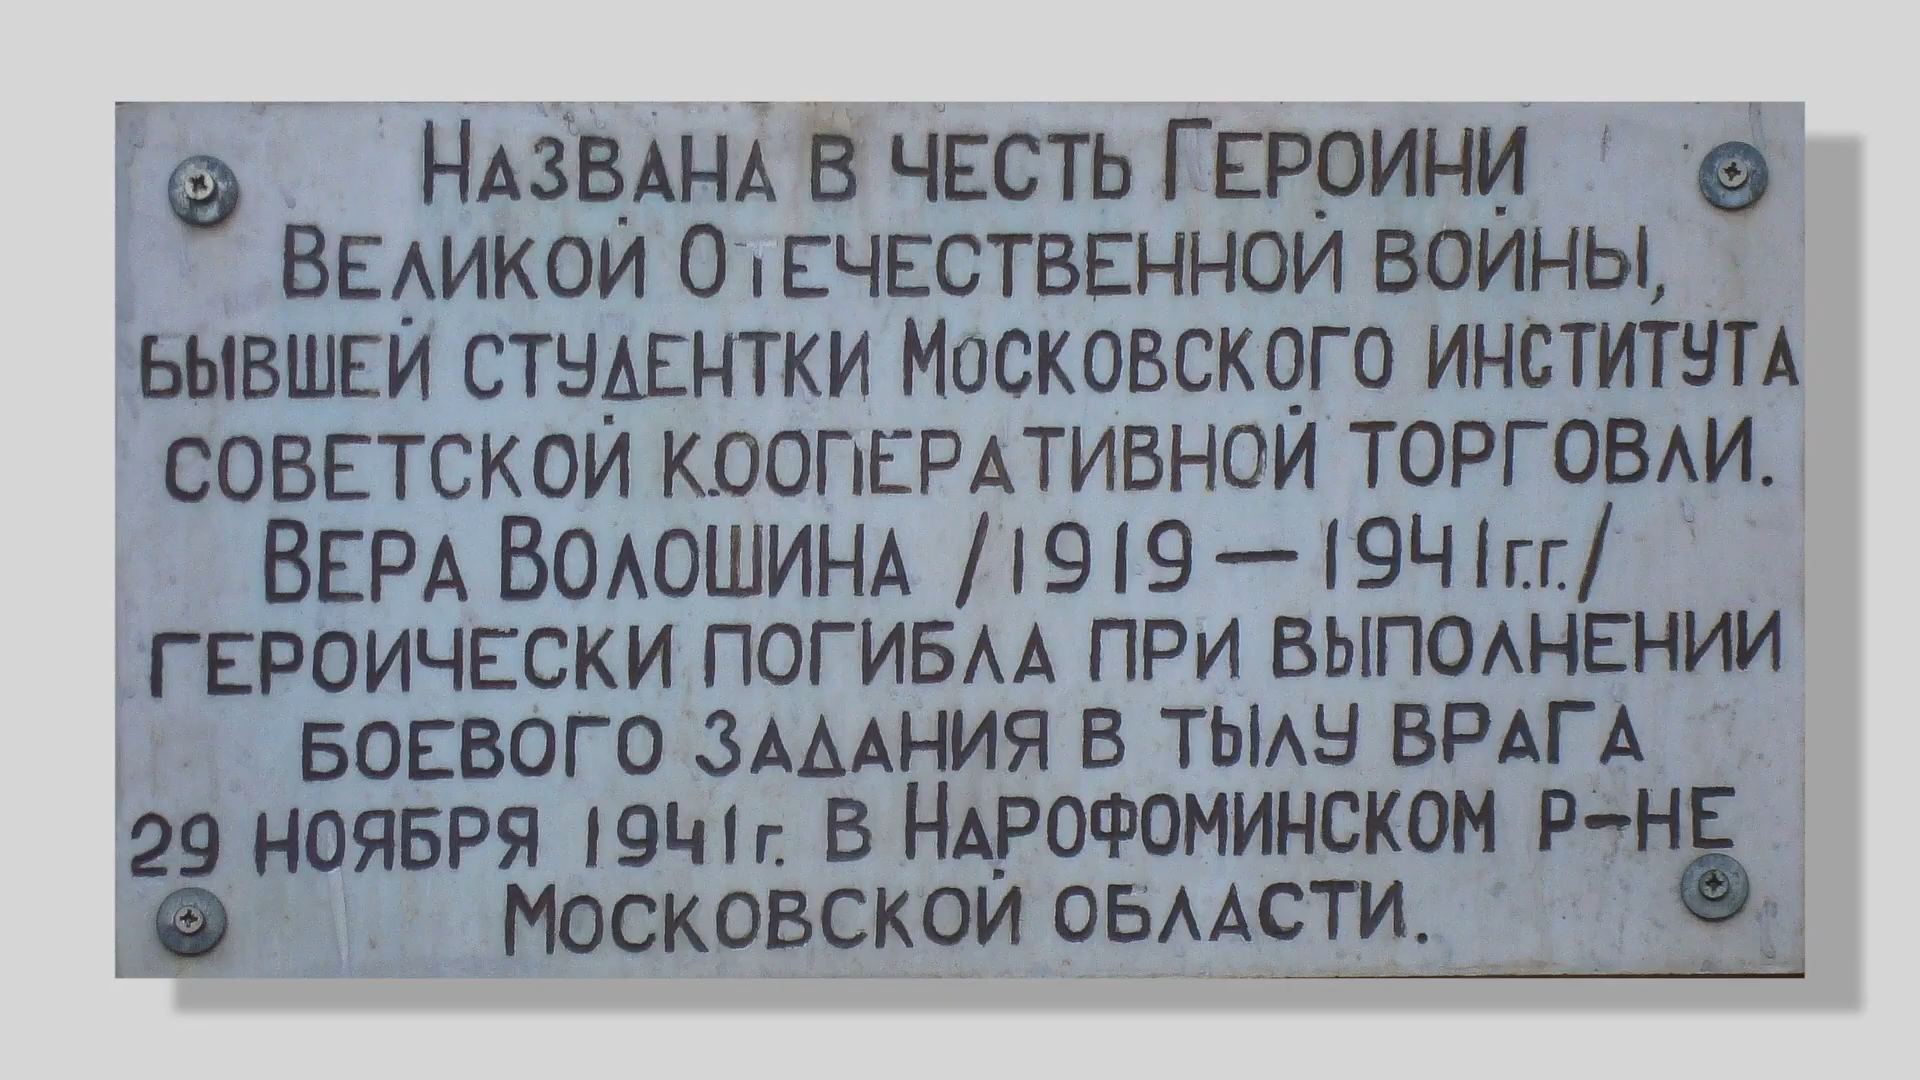 Названа в честь Героини
Великой Отечественной войны,
бывшей студентки Московского института
советской кооперативной торговли.
Вера Волошина /1919 — 1941г.г./
героически погибла при выполнении
боевого задания в тылу врага
29 ноября 1941г. в Нарофоминском р-не
Московской области.